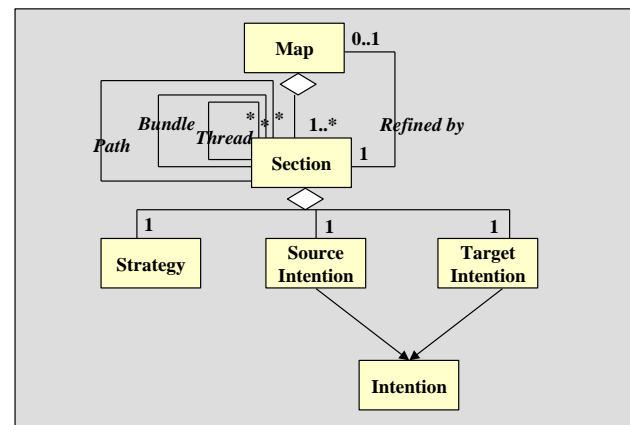 Map
0..1
Bundle
Path
Thread
*
*
*
1..*
Refined by
Section
1
1
1
1
Strategy
Source
Intention
Target
Intention
Intention